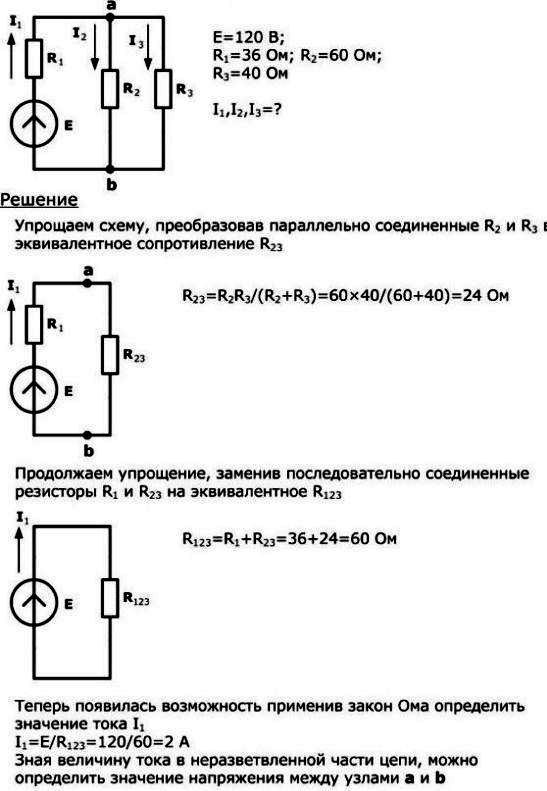 a
I₁
I₂
I₃
R₁
R₂
R₃
E
b
E=120 В;
R₁=36 Ом; R₂=60 Ом;
R₃=40 Ом
I₁,I₂,I₃=?
Решение
Упрощаем схему, преобразовав параллельно соединенные R₂ и R₃ в
эквивалентное сопротивление R₂₃
a
I₁
R₁
R₂₃
E
b
R₂₃=R₂R₃/(R₂+R₃)=60×40/(60+40)=24 Ом
Продолжаем упрощение, заменив последовательно соединенные
резисторы R₁ и R₂₃ на эквивалентное R₁₂₃
I₁
E
R₁₂₃
R₁₂₃=R₁+R₂₃=36+24=60 Ом
Теперь появилась возможность применив закон Ома определить
значение тока I₁
I₁=E/R₁₂₃=120/60=2 А
Зная величину тока в неразветвленной части цепи, можно
определить значение напряжения между узлами a и b